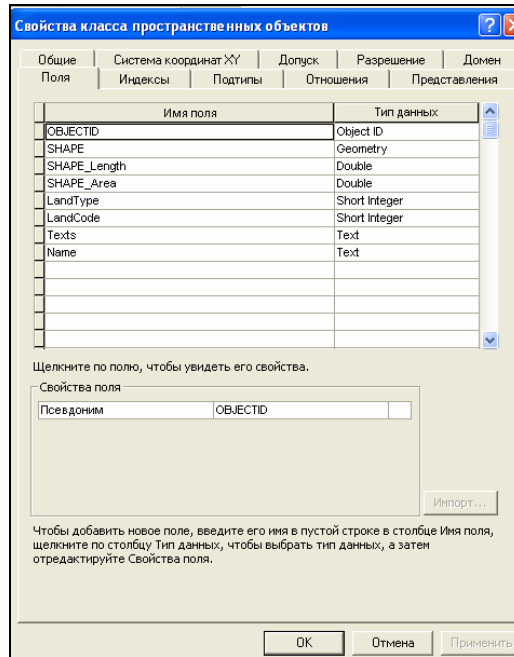 Свойства класса пространственных объектов
Общие Система координат XY Допуск Разрешение Домен
Поля Индексы Подтипы Отношения Представления
Имя поля Тип данных
OBJECTID Object ID
SHAPE Geometry
SHAPE_Length Double
SHAPE_Area Double
LandType Short Integer
LandCode Short Integer
Texts Text
Name Text
Щелкните по полю, чтобы увидеть его свойства.
Свойства поля
Псевдоним OBJECTID
Импорт...
Чтобы добавить новое поле, введите его имя в пустой строке в столбце Имя поля,
щелкните по столбцу Тип данных, чтобы выбрать тип данных, а затем
отредактируйте Свойства поля.
OK Отмена Применить